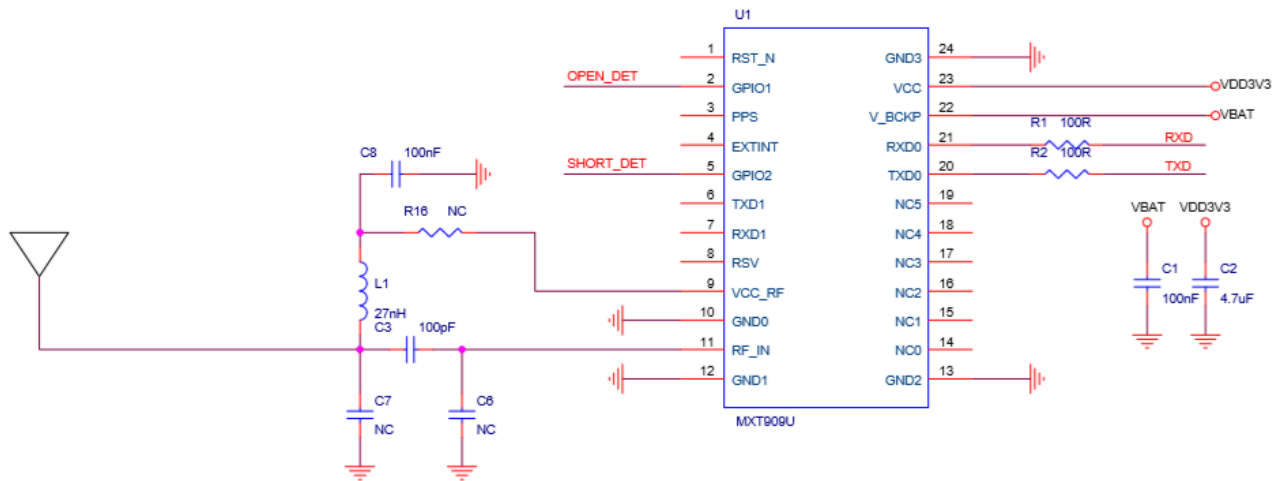 U1
1 RST_N GND3 24
OPEN_DET 2 GPIO1 VCC 23 VDD3V3
3 PPS V_BCKP 22 VBAT
R1 100R
4 EXTINT RXD0 21 RXD
C8 100nF
R2 100R
SHORT_DET 5 GPIO2 TXD0 20 TXD
6 TXD1 NC5 19
R16 NC
VBAT VDD3V3
7 RXD1 NC4 18
8 RSV NC3 17
C1 C2
L1
9 VCC_RF NC2 16
100nF 4.7uF
27nH
10 GND0 NC1 15
C3 100pF
11 RF_IN NC0 14
12 GND1 GND2 13
C7 C6
NC NC
MXT909U